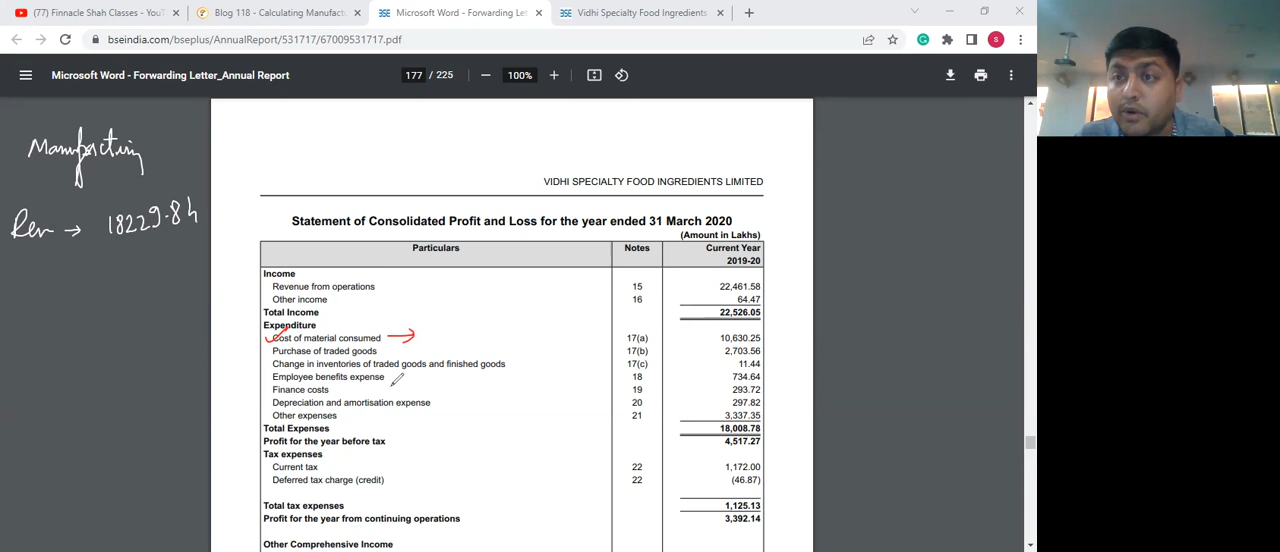 (77) Finnacle Shah Classes - YouT
Blog 118 - Calculating Manufact
Microsoft Word - Forwarding Let
Vidhi Specialty Food Ingredients
bseindia.com/bseplus/AnnualReport/531717/67009531717.pdf
Microsoft Word - Forwarding Letter_Annual Report
177 / 225
100%
Manufacting
Rev → 18229.84
VIDHI SPECIALTY FOOD INGREDIENTS LIMITED
Statement of Consolidated Profit and Loss for the year ended 31 March 2020
(Amount in Lakhs)
Particulars Notes Current Year
2019-20
Income
Revenue from operations 15 22,461.58
Other income 16 64.47
Total Income 22,526.05
Expenditure
Cost of material consumed 17(a) 10,630.25
Purchase of traded goods 17(b) 2,703.56
Change in inventories of traded goods and finished goods 17(c) 11.44
Employee benefits expense 18 734.64
Finance costs 19 293.72
Depreciation and amortisation expense 20 297.82
Other expenses 21 3,337.35
Total Expenses 18,008.78
Profit for the year before tax 4,517.27
Tax expenses
Current tax 22 1,172.00
Deferred tax charge (credit) 22 (46.87)
Total tax expenses 1,125.13
Profit for the year from continuing operations 3,392.14
Other Comprehensive Income